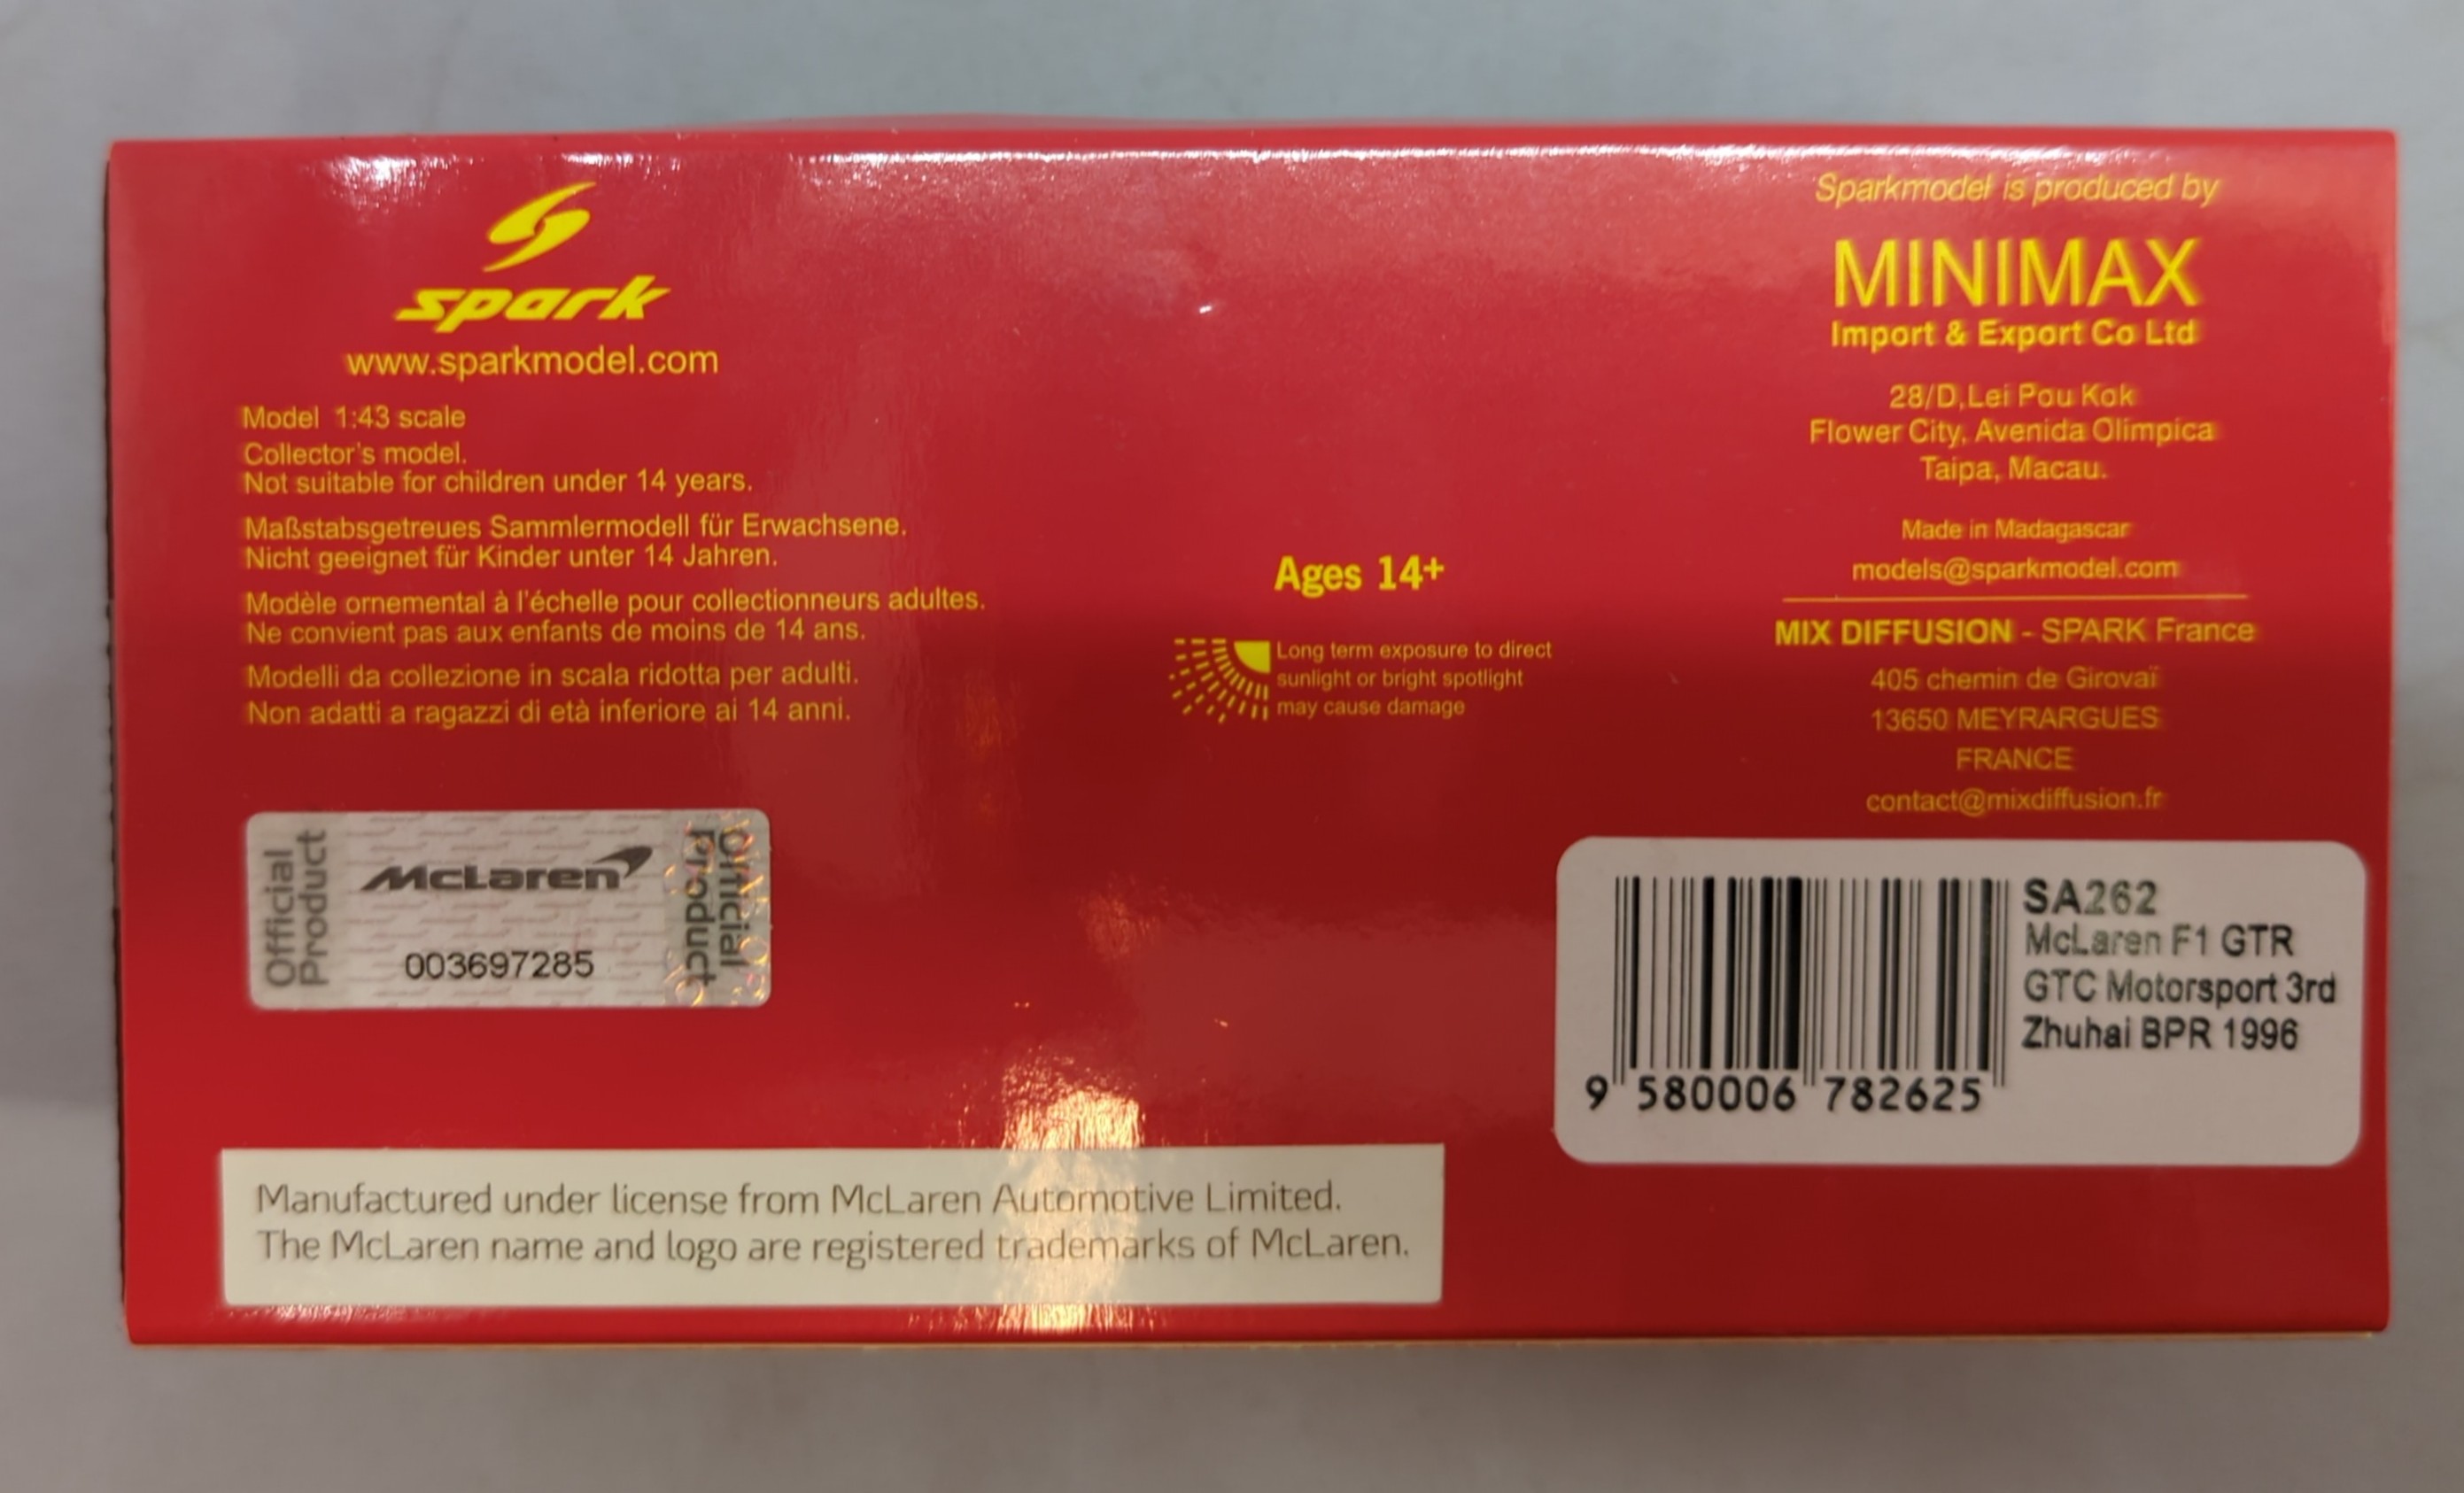 spark
www.sparkmodel.com
Model 1:43 scale
Collector's model.
Not suitable for children under 14 years.
Maßstabsgetreues Sammlermodell für Erwachsene.
Nicht geeignet für Kinder unter 14 Jahren.
Modèle ornemental à l'échelle pour collectionneurs adultes.
Ne convient pas aux enfants de moins de 14 ans.
Modelli da collezione in scala ridotta per adulti.
Non adatti a ragazzi di età inferiore ai 14 anni.
Official
Product
McLaren
003697285
Official
Product
Manufactured under license from McLaren Automotive Limited.
The McLaren name and logo are registered trademarks of McLaren.
Ages 14+
Long term exposure to direct
sunlight or bright spotlight
may cause damage
Sparkmodel is produced by
MINIMAX
Import & Export Co Ltd
28/D,Lei Pou Kok
Flower City, Avenida Olimpica
Taipa, Macau.
Made in Madagascar
models@sparkmodel.com
MIX DIFFUSION - SPARK France
405 chemin de Girovaï
13650 MEYRARGUES
FRANCE
contact@mixdiffusion.fr
SA262
McLaren F1 GTR
GTC Motorsport 3rd
Zhuhai BPR 1996
9 580006 782625